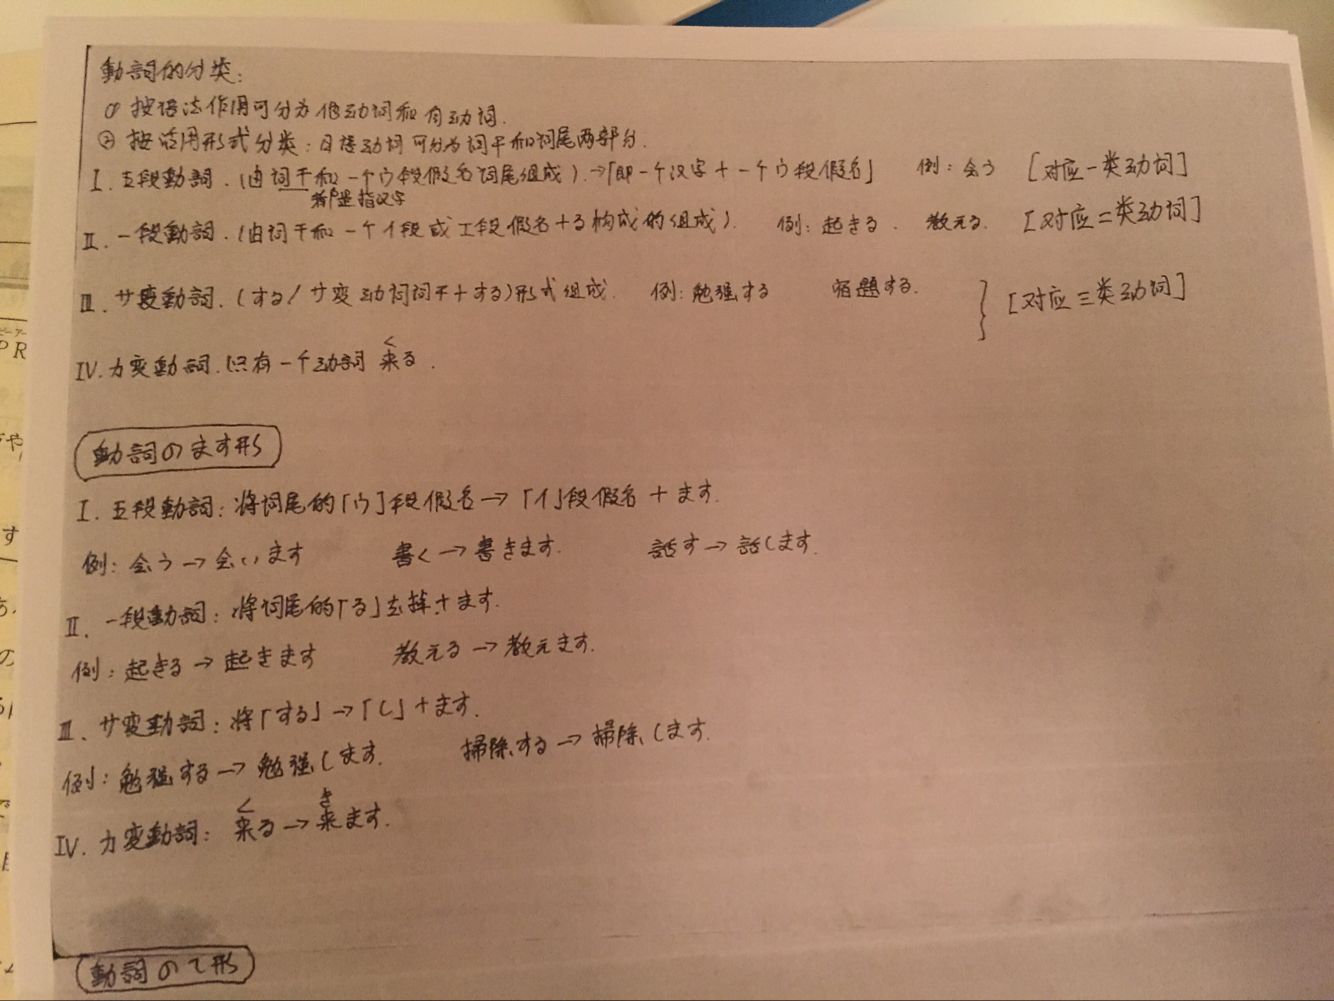 動詞的分类:
① 按语法作用可分为他动词和自动词.
② 按活用形式分类:日语动词可分为词干和词尾两部分.
I. 五段動詞.(由词干和一个ウ段假名词尾组成).→「即一个汉字+一个ウ段假名」 例:会う [对应一类动词]
指汉字
II. 一段動詞.(由词干和一个イ段或エ段假名+る构成的组成). 例:起きる. 教える. [对应二类动词]
III. サ変動詞.(する/サ変动词词干+する)形式组成. 例:勉强する 宿題する. } [对应三类动词]
く
IV. カ変動詞.只有一个动詞 来る.
動詞のます形
I. 五段動詞:将词尾的「ウ」段假名→「イ」段假名+ます.
例:会う→会います 書く→書きます. 話す→話します.
II. 一段動詞:将词尾的「る」去掉+ます.
例:起きる→起きます 教える→教えます.
III. サ変動詞:将「する」→「し」+ます.
例:勉强する→勉强します. 掃除する→掃除します.
く き
IV. カ変動詞:来る→来ます.
動詞のて形